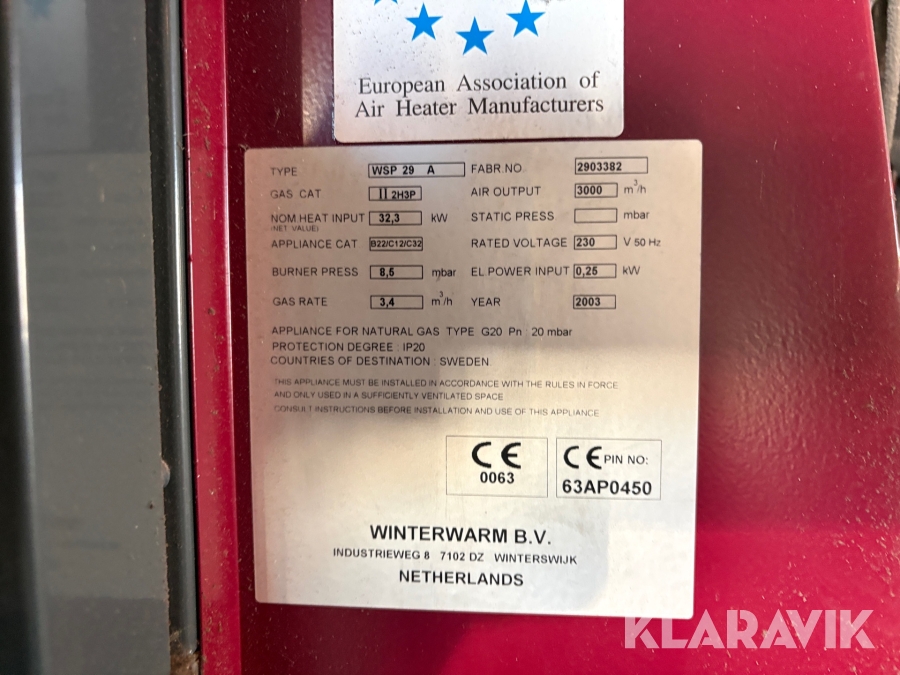 European Association of
Air Heater Manufacturers
TYPE WSP 29 A FABR.NO 2903382
GAS CAT II 2H3P AIR OUTPUT 3000 m³/h
NOM HEAT INPUT 32,3 kW STATIC PRESS mbar
(NET VALUE)
APPLIANCE CAT B22/C12/C32 RATED VOLTAGE 230 V 50 Hz
BURNER PRESS 8,5 mbar EL POWER INPUT 0,25 kW
GAS RATE 3,4 m³/h YEAR 2003
APPLIANCE FOR NATURAL GAS TYPE G20 Pn : 20 mbar
PROTECTION DEGREE : IP20
COUNTRIES OF DESTINATION : SWEDEN.
THIS APPLIANCE MUST BE INSTALLED IN ACCORDANCE WITH THE RULES IN FORCE
AND ONLY USED IN A SUFFICIENTLY VENTILATED SPACE
CONSULT INSTRUCTIONS BEFORE INSTALLATION AND USE OF THIS APPLIANCE
CE CE PIN NO:
0063 63AP0450
WINTERWARM B.V.
INDUSTRIEWEG 8 7102 DZ WINTERSWIJK
NETHERLANDS
KLARAVIK